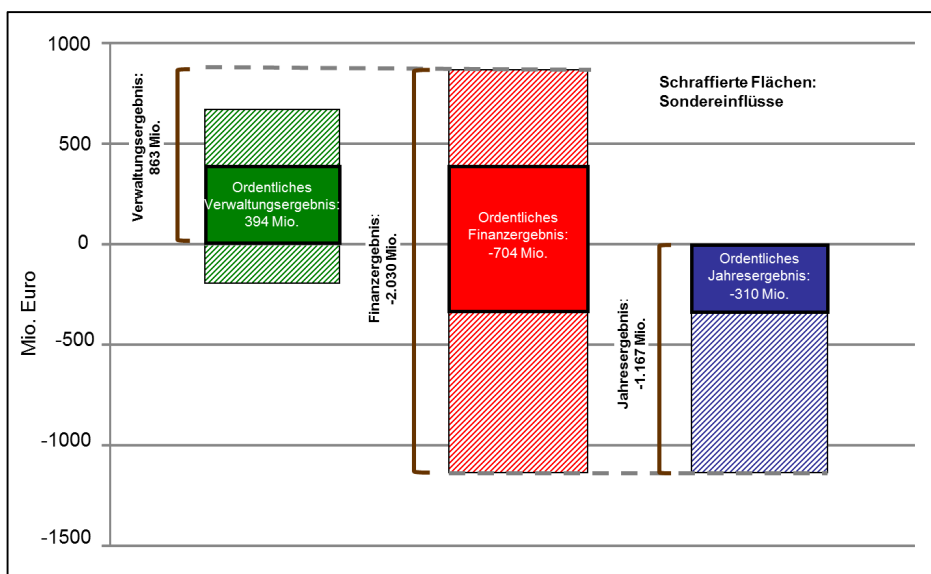 1000
500
0
-500
-1000
-1500
Mio. Euro
Verwaltungsergebnis:
863 Mio.
Ordentliches
Verwaltungsergebnis:
394 Mio.
Finanzergebnis:
-2.030 Mio.
Ordentliches
Finanzergebnis:
-704 Mio.
Schraffierte Flächen:
Sondereinflüsse
Jahresergebnis:
-1.167 Mio.
Ordentliches
Jahresergebnis:
-310 Mio.